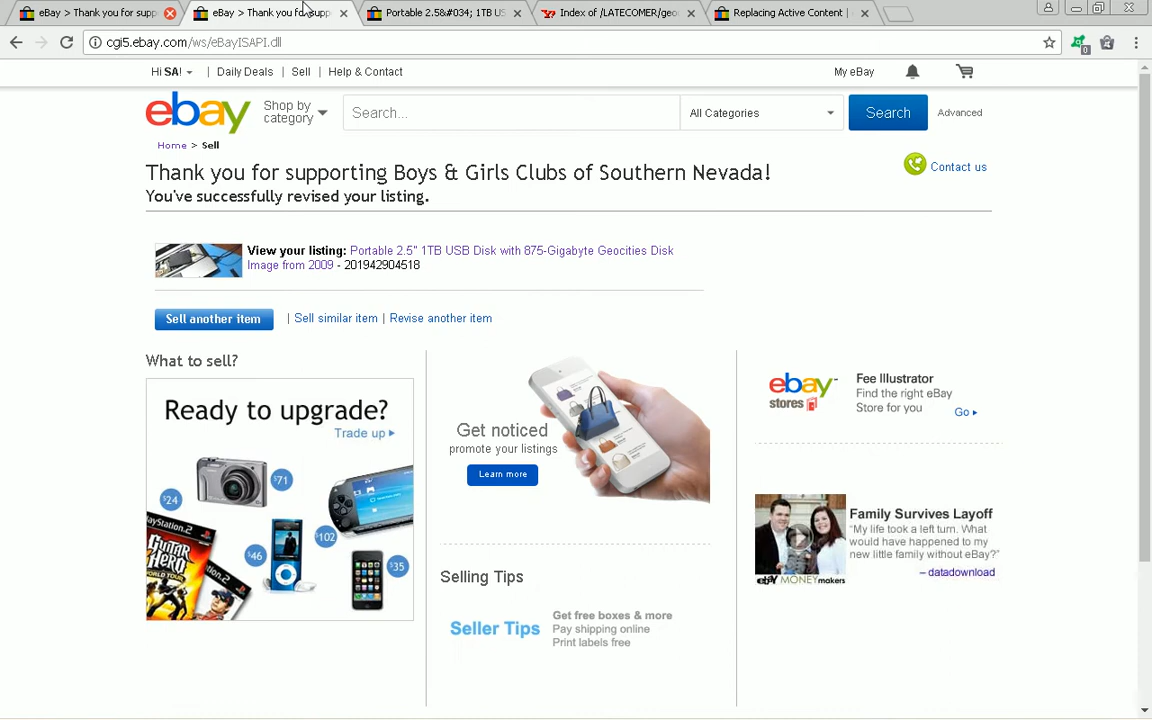 eBay > Thank you for supp
eBay > Thank you for supp
Portable 2.5&#034; 1TB US
Index of /LATECOMER/geo
Replacing Active Content |
cgi5.ebay.com/ws/eBayISAPI.dll
0
Hi SA! | Daily Deals | Sell | Help & Contact
My eBay
ebay
Shop by
category
Search...
All Categories
Search
Advanced
Home > Sell
Thank you for supporting Boys & Girls Clubs of Southern Nevada!
Contact us
You've successfully revised your listing.
View your listing: Portable 2.5" 1TB USB Disk with 875-Gigabyte Geocities Disk
Image from 2009 - 201942904518
Sell another item | Sell similar item | Revise another item
What to sell?
Ready to upgrade?
Trade up
$71
$24
$102
$46
$35
PlayStation.2
Guitar
Hero
World Tour
Get noticed
promote your listings
Learn more
Selling Tips
Seller Tips
Get free boxes & more
Pay shipping online
Print labels free
ebay
stores
Fee Illustrator
Find the right eBay
Store for you
Go
Family Survives Layoff
“My life took a left turn. What
would have happened to my
new little family without eBay?”
– datadownload
ebay MONEYmakers